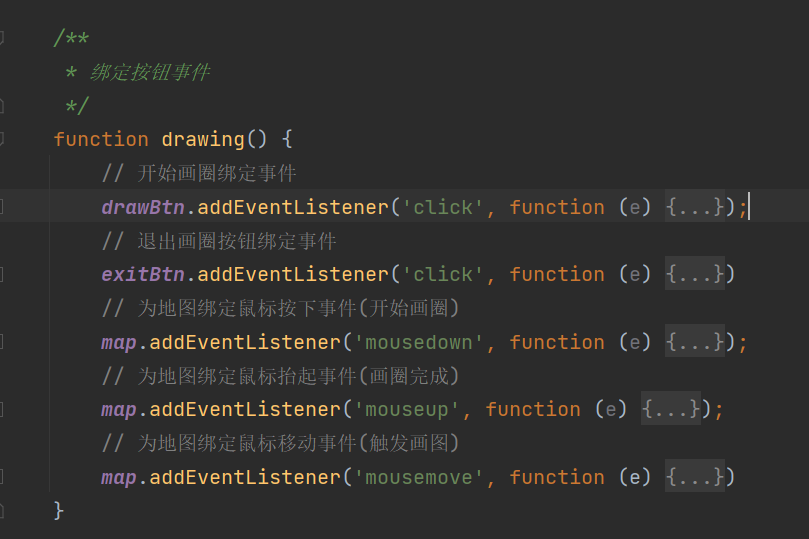 /**
* 绑定按钮事件
*/
function drawing() {
// 开始画圈绑定事件
drawBtn.addEventListener('click', function (e) {...});
// 退出画圈按钮绑定事件
exitBtn.addEventListener('click', function (e) {...})
// 为地图绑定鼠标按下事件(开始画圈)
map.addEventListener('mousedown', function (e) {...});
// 为地图绑定鼠标抬起事件(画圈完成)
map.addEventListener('mouseup', function (e) {...});
// 为地图绑定鼠标移动事件(触发画图)
map.addEventListener('mousemove', function (e) {...})
}